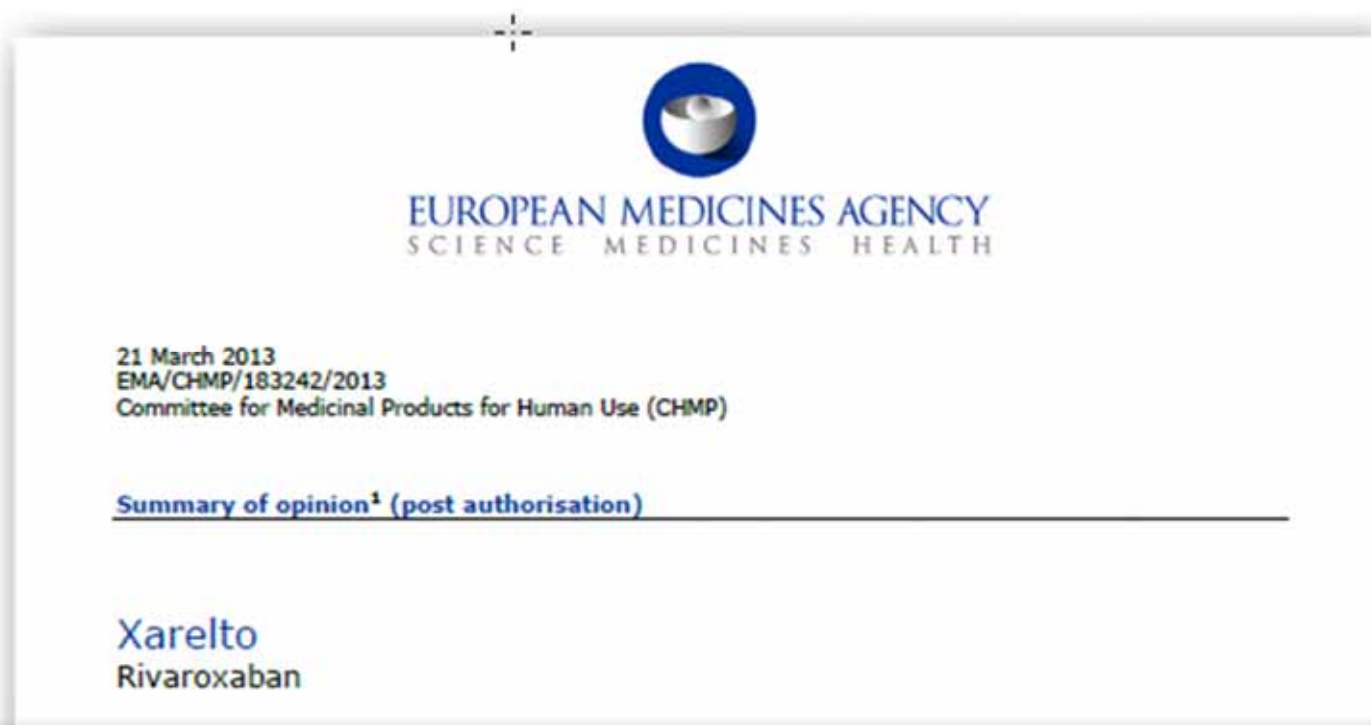 EUROPEAN MEDICINES AGENCY
SCIENCE MEDICINES HEALTH
21 March 2013
EMA/CHMP/183242/2013
Committee for Medicinal Products for Human Use (CHMP)
Summary of opinion¹ (post authorisation)
Xarelto
Rivaroxaban